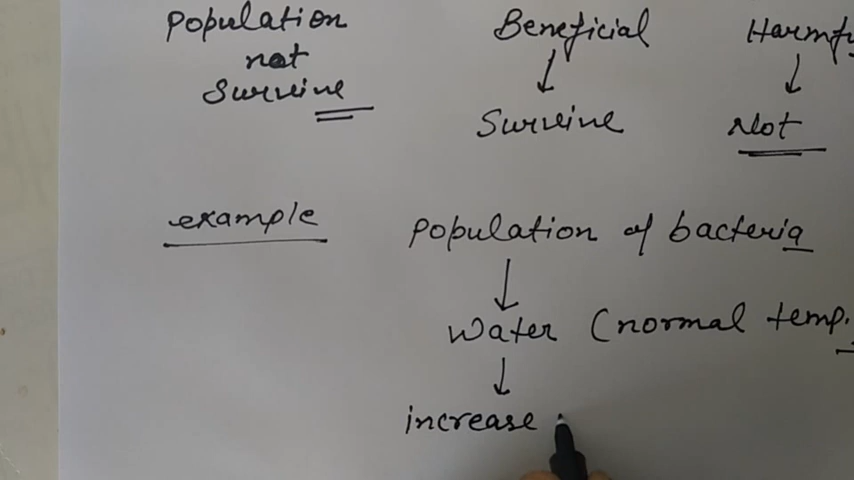 Population
not
Survive
Beneficial
Survive
Not
example
Population of bacteria
Water (normal temp.
increase